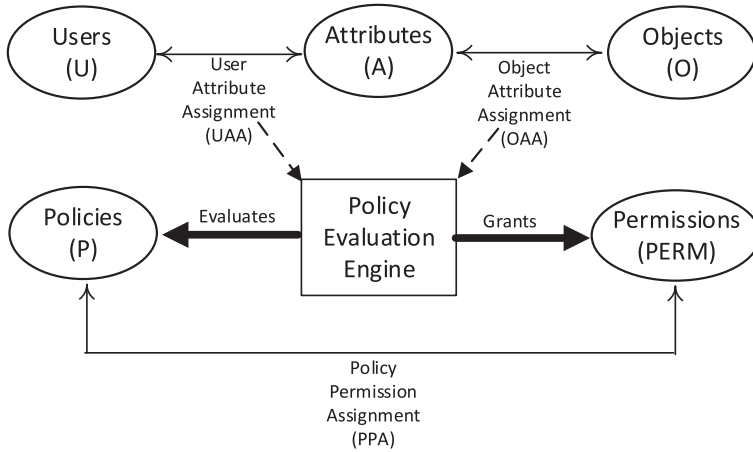 Users
(U)
Attributes
(A)
Objects
(O)
User
Attribute
Assignment
(UAA)
Object
Attribute
Assignment
(OAA)
Policies
(P)
Evaluates
Policy
Evaluation
Engine
Grants
Permissions
(PERM)
Policy
Permission
Assignment
(PPA)